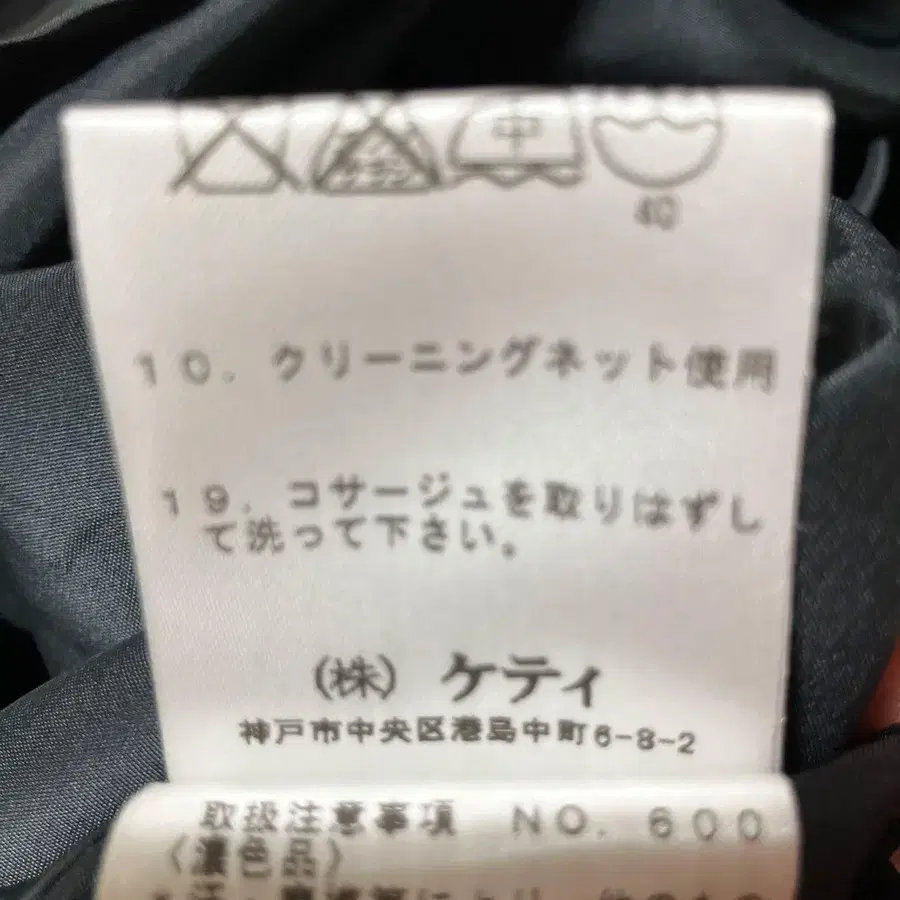 中
40
10. クリーニングネット使用
19. コサージュを取りはずし
て洗って下さい。
(株) ケティ
神戸市中央区港島中町6-8-2
取扱注意事項 NO. 600
〈濃色品〉